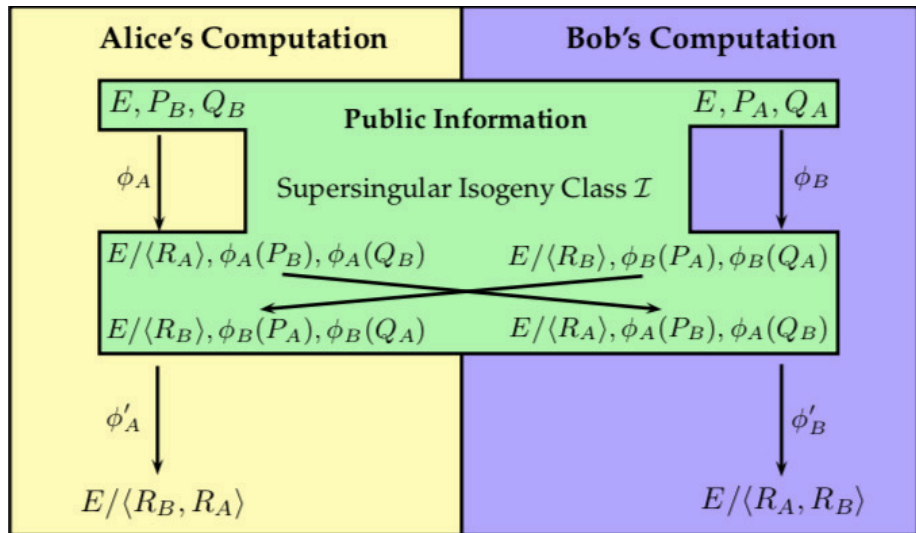 Alice's Computation
Bob's Computation
E, P_B, Q_B
Public Information
E, P_A, Q_A
ϕ_A
Supersingular Isogeny Class ℐ
ϕ_B
E/⟨R_A⟩, ϕ_A(P_B), ϕ_A(Q_B)
E/⟨R_B⟩, ϕ_B(P_A), ϕ_B(Q_A)
E/⟨R_B⟩, ϕ_B(P_A), ϕ_B(Q_A)
E/⟨R_A⟩, ϕ_A(P_B), ϕ_A(Q_B)
ϕ'_A
ϕ'_B
E/⟨R_B, R_A⟩
E/⟨R_A, R_B⟩